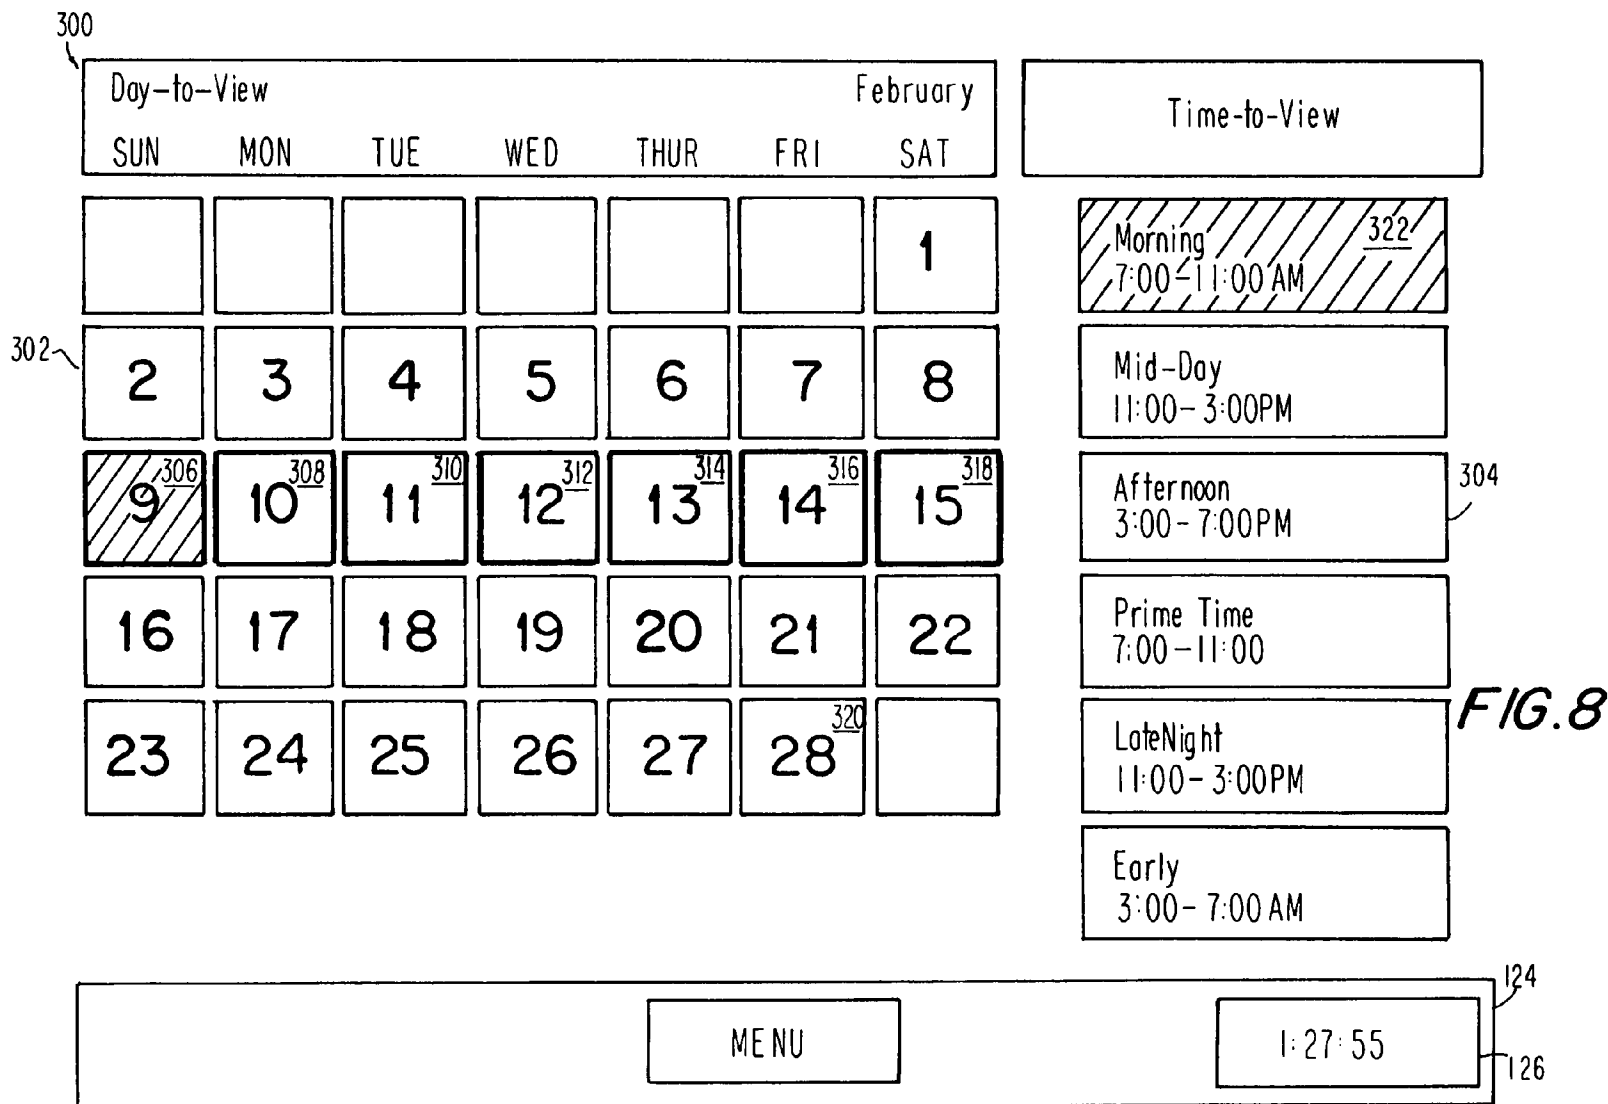 300
Day-to-View February
SUN MON TUE WED THUR FRI SAT
Time-to-View
1
302
2 3 4 5 6 7 8
9 306 10 308 11 310 12 312 13 314 14 316 15 318
16 17 18 19 20 21 22
23 24 25 26 27 28 320
Morning 322
7:00-11:00 AM
Mid-Day
11:00-3:00PM
Afternoon
3:00-7:00PM
304
Prime Time
7:00-11:00
LateNight
11:00-3:00PM
Early
3:00-7:00 AM
FIG.8
MENU
1:27:55
124
126